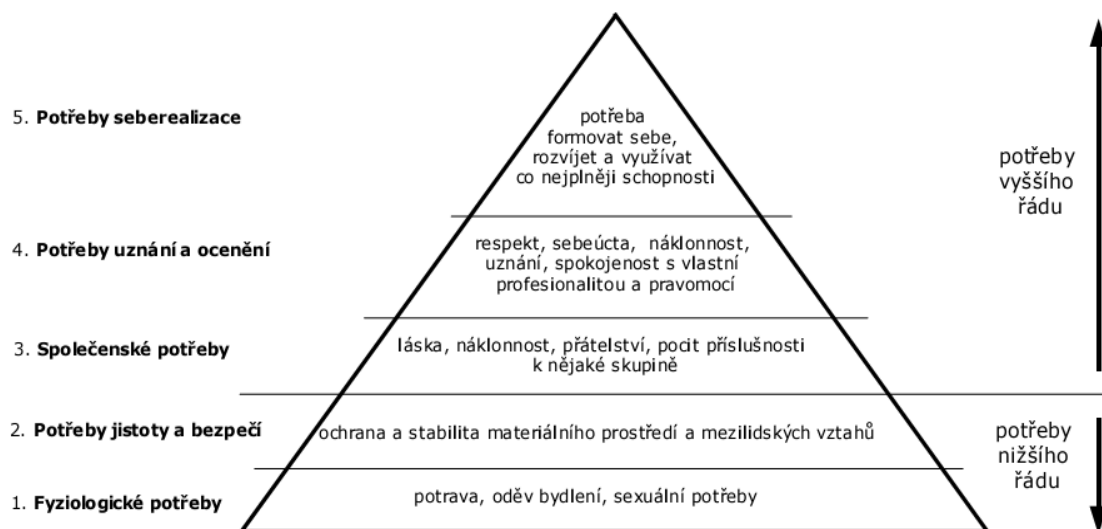 5. Potřeby seberealizace
potřeba
formovat sebe,
rozvíjet a využívat
co nejplněji schopnosti
potřeby
vyššího
řádu
4. Potřeby uznání a ocenění
respekt, sebeúcta, náklonnost,
uznání, spokojenost s vlastní
profesionalitou a pravomocí
3. Společenské potřeby
láska, náklonnost, přátelství, pocit příslušnosti
k nějaké skupině
2. Potřeby jistoty a bezpečí
ochrana a stabilita materiálního prostředí a mezilidských vztahů
potřeby
nižšího
řádu
1. Fyziologické potřeby
potrava, oděv bydlení, sexuální potřeby